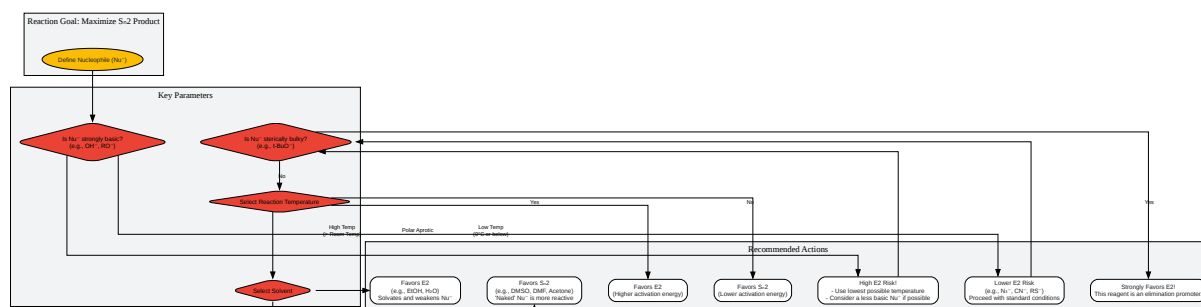 Reaction Goal: Maximize Sₙ2 Product
Define Nucleophile (Nu⁻)
Key Parameters
Is Nu⁻ strongly basic?
(e.g., OH⁻, RO⁻)
Is Nu⁻ sterically bulky?
(e.g., t-BuO⁻)
No
Select Reaction Temperature
Yes
No
Yes
High Temp
(> Room Temp)
Polar Aprotic
Low Temp
(0°C or below)
Recommended Actions
Select Solvent
Favors E2
(e.g., EtOH, H₂O)
Solvates and weakens Nu⁻
Favors Sₙ2
(e.g., DMSO, DMF, Acetone)
'Naked' Nu⁻ is more reactive
Favors E2
(Higher activation energy)
Favors Sₙ2
(Lower activation energy)
High E2 Risk!
- Use lowest possible temperature
- Consider a less basic Nu⁻ if possible
Lower E2 Risk
(e.g., N₃⁻, CN⁻, RS⁻)
Proceed with standard conditions
Strongly Favors E2!
This reagent is an elimination promoter